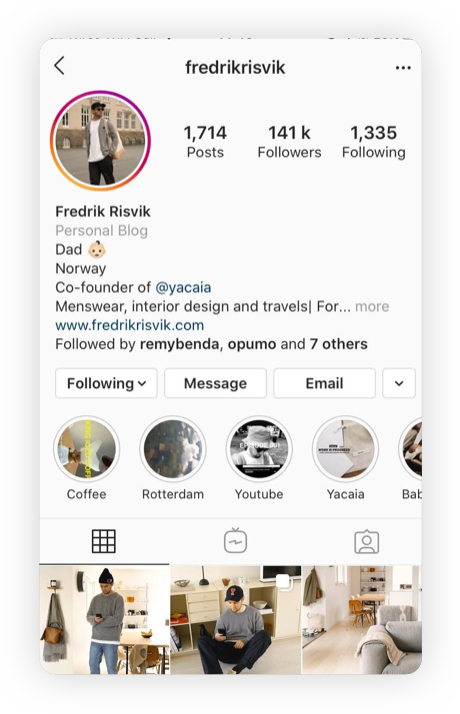 fredrikrisvik
1,714 141 k 1,335
Posts Followers Following
Fredrik Risvik
Personal Blog
Dad
Norway
Co-founder of @yacaia
Menswear, interior design and travels| For... more
www.fredrikrisvik.com
Followed by remybenda, opumo and 7 others
Following Message Email
Coffee Rotterdam Youtube Yacaia Bab